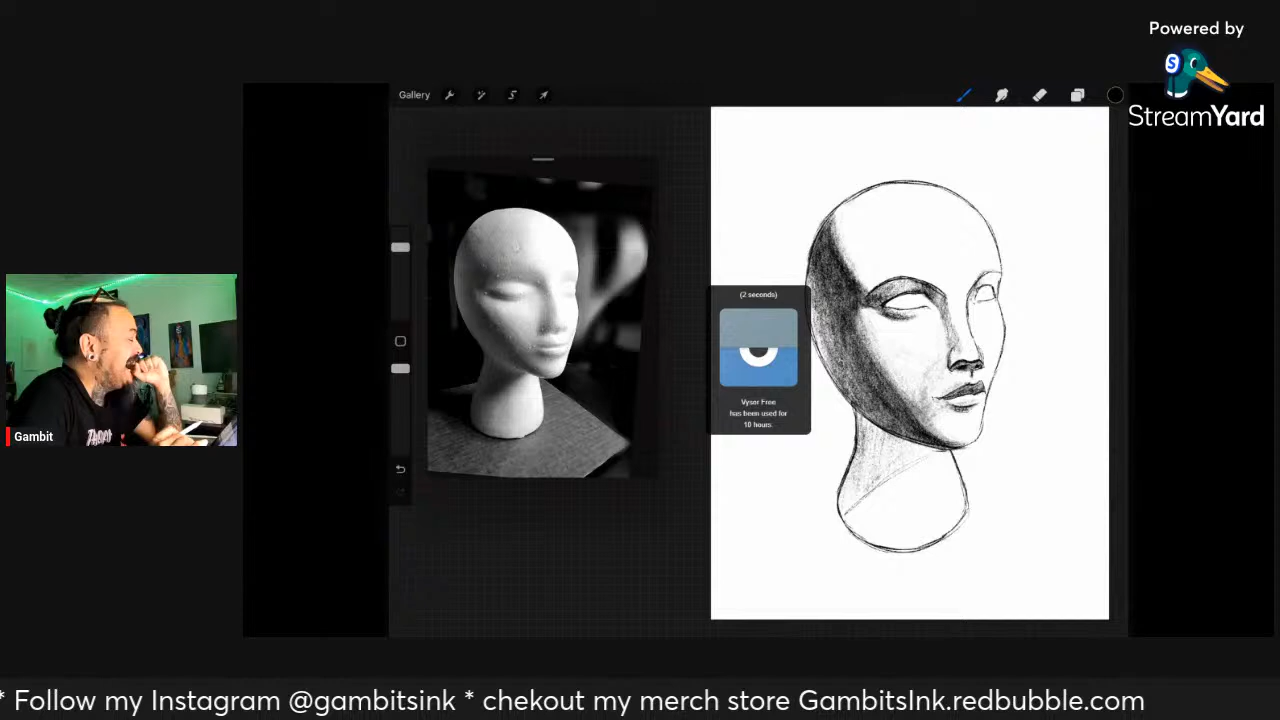 Powered by
S
StreamYard
Gallery
S
(2 seconds)
Vysor Free
has been used for
10 hours.
Gambit
* Follow my Instagram @gambitsink * chekout my merch store GambitsInk.redbubble.com